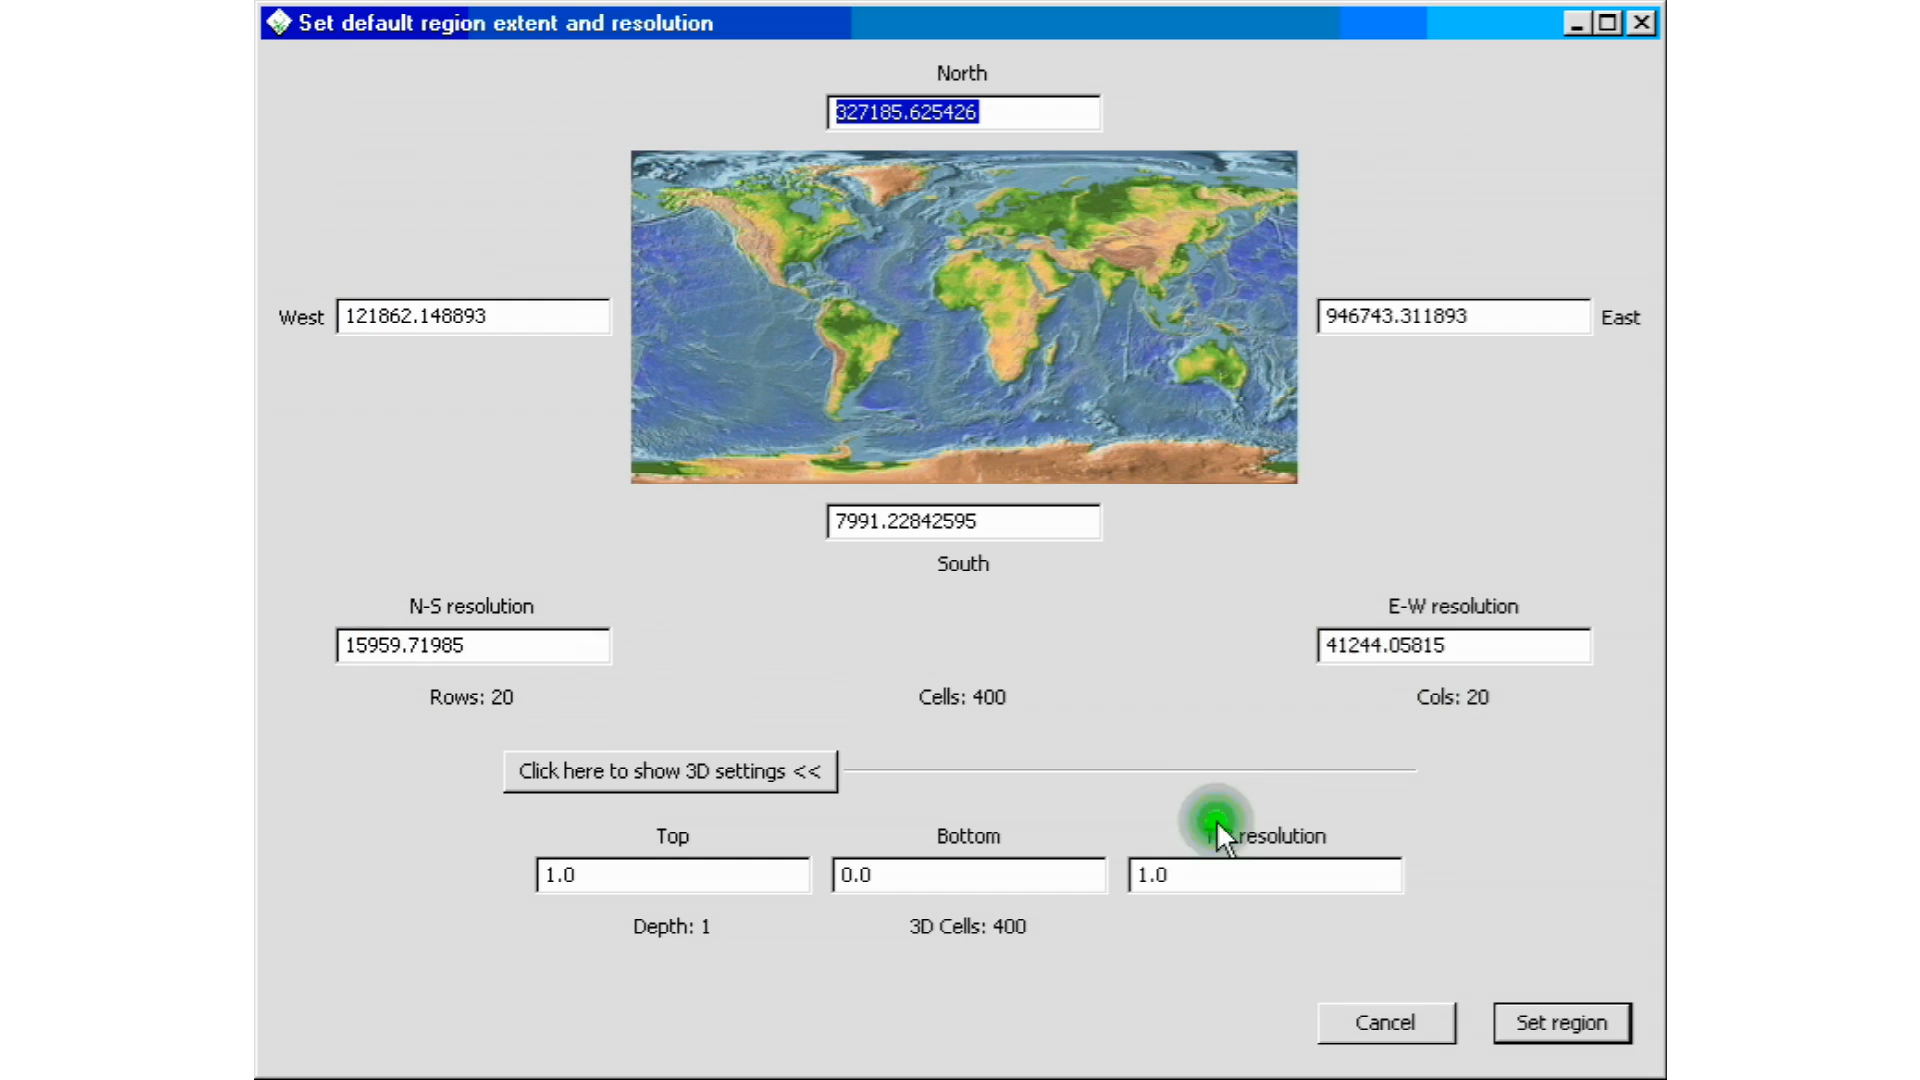 Set default region extent and resolution
North
327185.625426
West
121862.148893
946743.311893
East
7991.22842595
South
N-S resolution
E-W resolution
15959.71985
41244.05815
Rows: 20
Cells: 400
Cols: 20
Click here to show 3D settings <<
Top
Bottom
resolution
1.0
0.0
1.0
Depth: 1
3D Cells: 400
Cancel
Set region